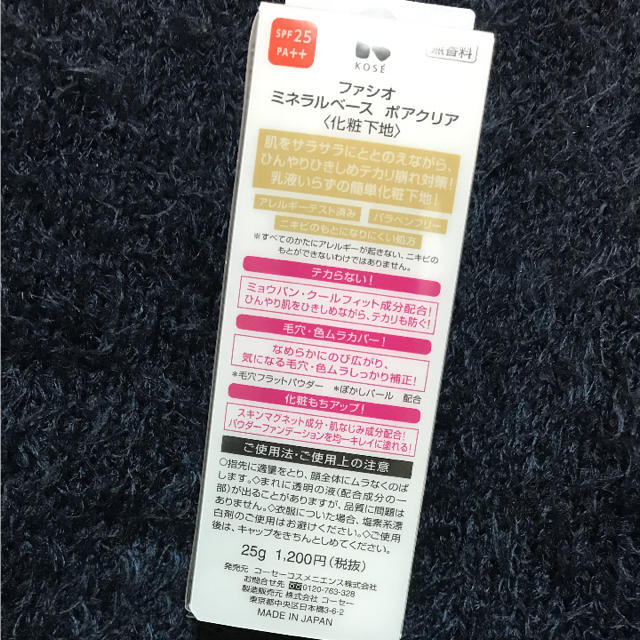 SPF25
PA++
KOSÉ
無香料
ファシオ
ミネラルベース ポアクリア
〈化粧下地〉
肌をサラサラにととのえながら、
ひんやりひきしめテカリ崩れ対策!
乳液いらずの簡単化粧下地!
アレルギーテスト済み
パラベンフリー
ニキビのもとになりにくい処方
※すべてのかたにアレルギーが起きない、ニキビの
もとができないわけではありません。
テカらない!
ミョウバン・クールフィット成分配合!
ひんやり肌をひきしめながら、テカリも防ぐ!
毛穴・色ムラカバー!
なめらかにのび広がり、
気になる毛穴・色ムラしっかり補正!
*毛穴フラットパウダー *ぼかしパール 配合
化粧もちアップ!
スキンマグネット成分・肌なじみ成分配合!
パウダーファンデーションを均一キレイに塗れる!
ご使用法・ご使用上の注意
○指先に適量をとり、顔全体にムラなくのば
します。◇まれに透明の液(配合成分の一
部)が出ることがありますが、品質に問題は
ありません。◇衣服についた場合、塩素系漂
白剤のご使用はお避けください。◇ご使用
後は、キャップをきちんとしめてください。
25g 1,200円(税抜)
発売元 コーセーコスメニエンス株式会社
お問合せ先 0120-763-328
製造販売元 株式会社 コーセー
東京都中央区日本橋3-6-2
MADE IN JAPAN